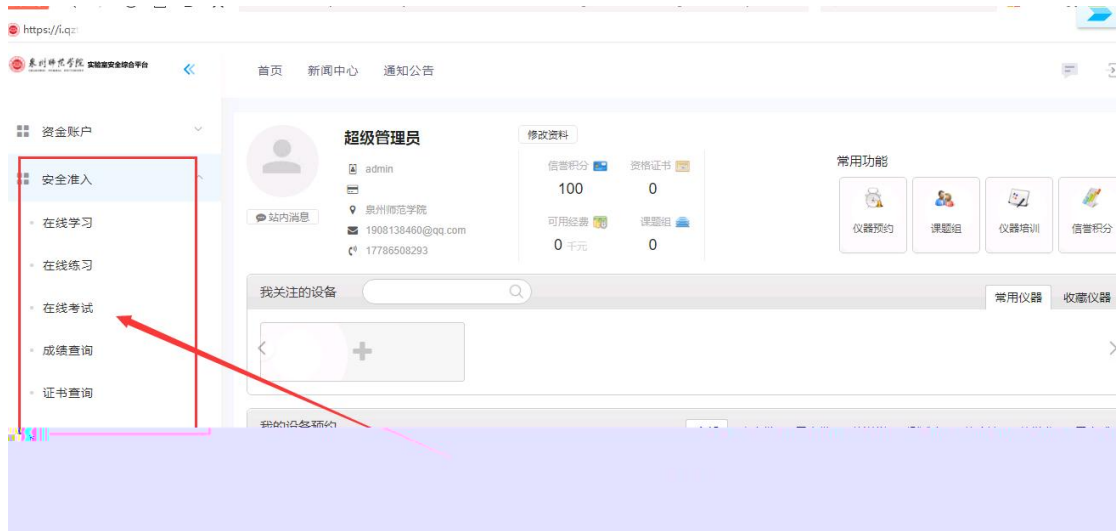 https://i.qz
泉州师范学院 实验室安全综合平台
首页 新闻中心 通知公告
资金账户
安全准入
在线学习
在线练习
在线考试
成绩查询
证书查询
超级管理员
admin
泉州师范学院
1908138460@qq.com
17786508293
站内消息
修改资料
信誉积分 资格证书
100 0
可用经费 课题组
0 千元 0
常用功能
仪器预约 课题组 仪器培训 信誉积分
我关注的设备
常用仪器 收藏仪器
我的设备预约